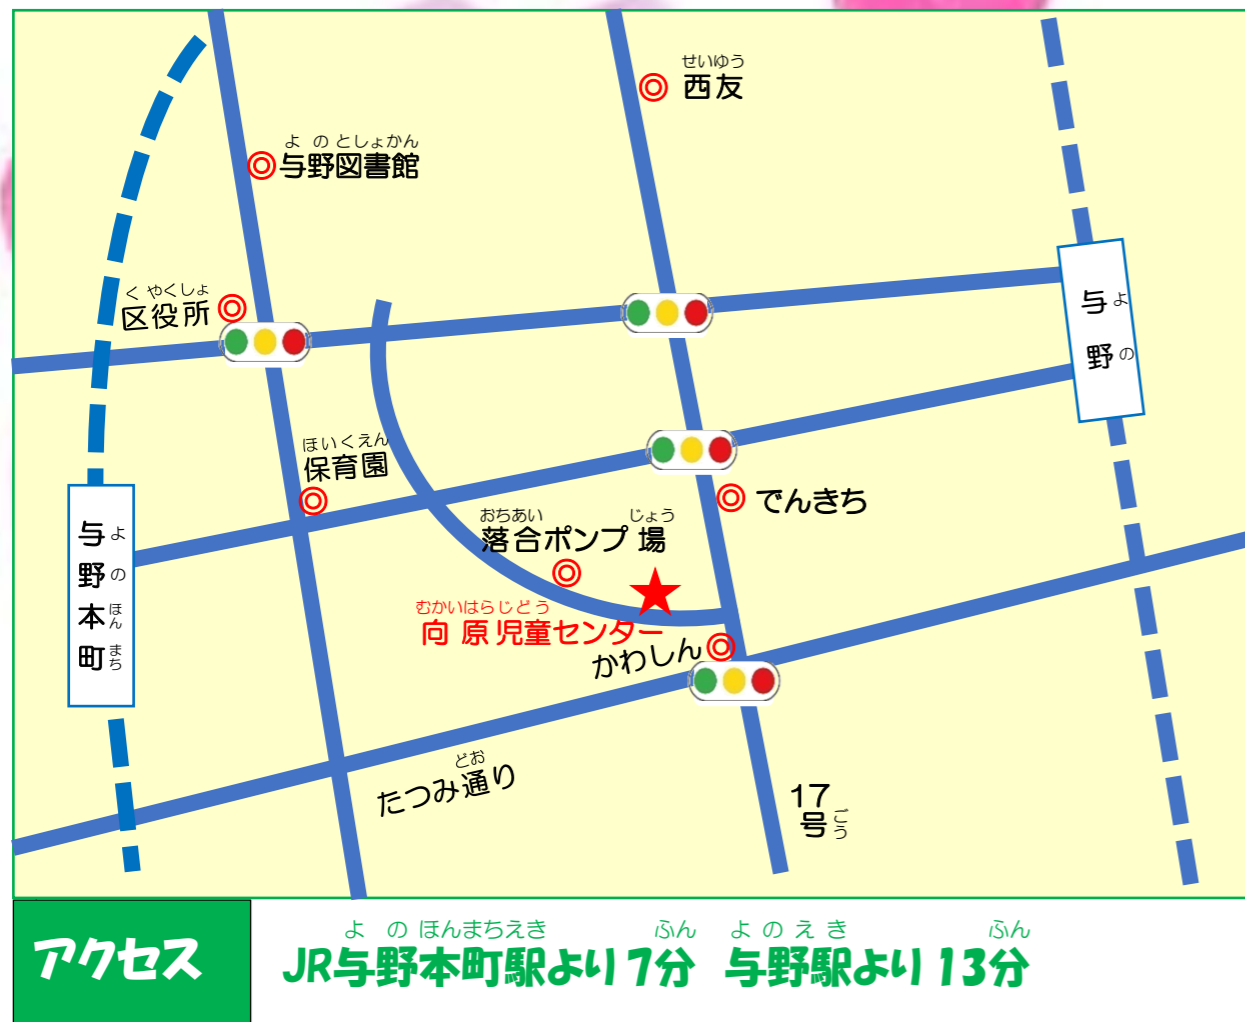 せいゆう
西友
よ の としょかん
与野図書館
く やくしょ
区役所
与野
よ の
ほいくえん
保育園
でんきち
おちあい じょう
落合ポンプ場
むかいはらじどう
向原児童センター
かわしん
与野本町
よ の ほん まち
どお
たつみ通り
17
号
ごう
よ の ほんまちえき ふん よ の え き ふん
アクセス JR与野本町駅より7分 与野駅より13分